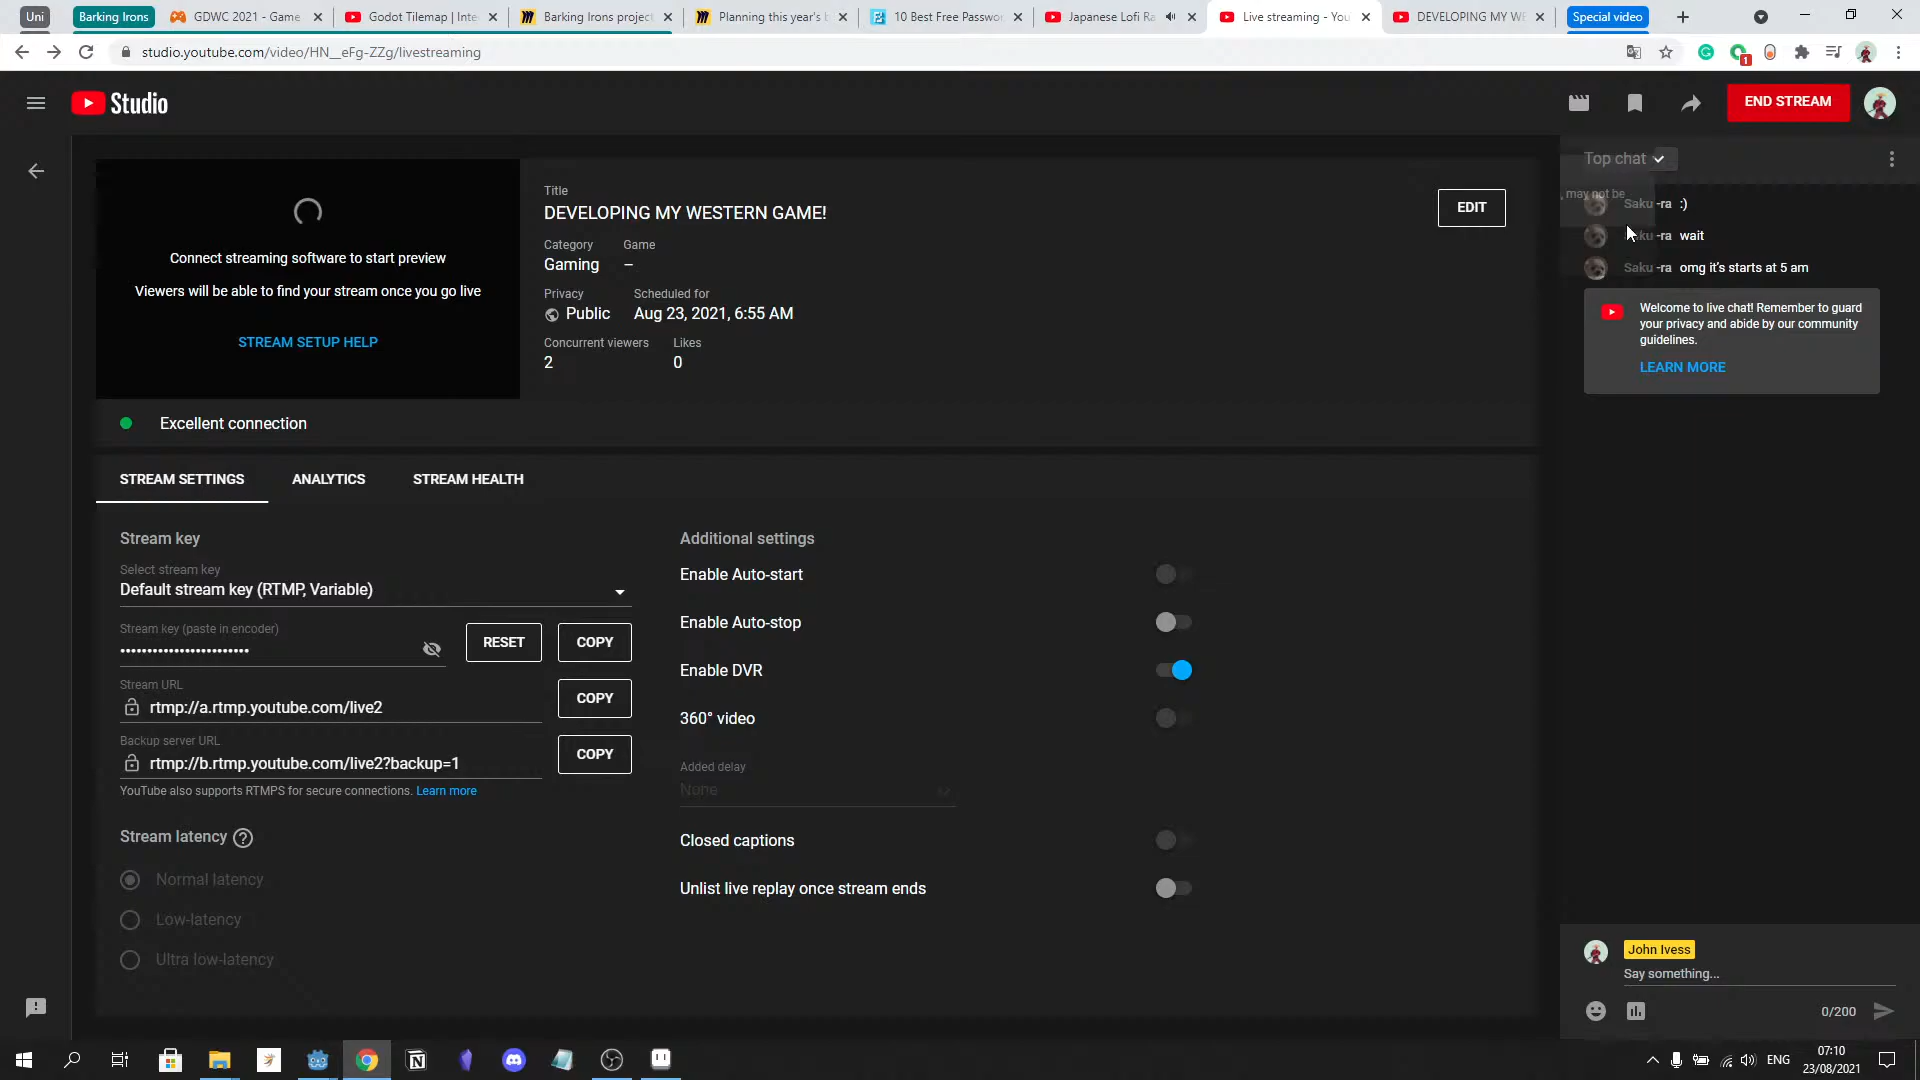 Uni
Barking Irons
GDWC 2021 - Game
Godot Tilemap | Inte
Barking Irons project
Planning this year's b
10 Best Free Passwo
Japanese Lofi Ra
Live streaming - You
DEVELOPING MY WE
Special video
studio.youtube.com/video/HN__eFg-ZZg/livestreaming
1
Studio
END STREAM
Connect streaming software to start preview
Viewers will be able to find your stream once you go live
STREAM SETUP HELP
Title
DEVELOPING MY WESTERN GAME!
EDIT
Category
Game
Gaming
–
Privacy
Scheduled for
Public
Aug 23, 2021, 6:55 AM
Concurrent viewers
Likes
2
0
Excellent connection
STREAM SETTINGS
ANALYTICS
STREAM HEALTH
Stream key
Select stream key
Default stream key (RTMP, Variable)
Stream key (paste in encoder)
••••••••••••••••••••••••
RESET
COPY
Stream URL
rtmp://a.rtmp.youtube.com/live2
COPY
Backup server URL
rtmp://b.rtmp.youtube.com/live2?backup=1
COPY
YouTube also supports RTMPS for secure connections. Learn more
Stream latency
Normal latency
Low-latency
Ultra low-latency
Additional settings
Enable Auto-start
Enable Auto-stop
Enable DVR
360° video
Added delay
None
Closed captions
Unlist live replay once stream ends
Top chat
, may not be
Saku -ra :)
Saku -ra wait
Saku -ra omg it's starts at 5 am
Welcome to live chat! Remember to guard
your privacy and abide by our community
guidelines.
LEARN MORE
John Ivess
Say something...
0/200
ENG
07:10
23/08/2021